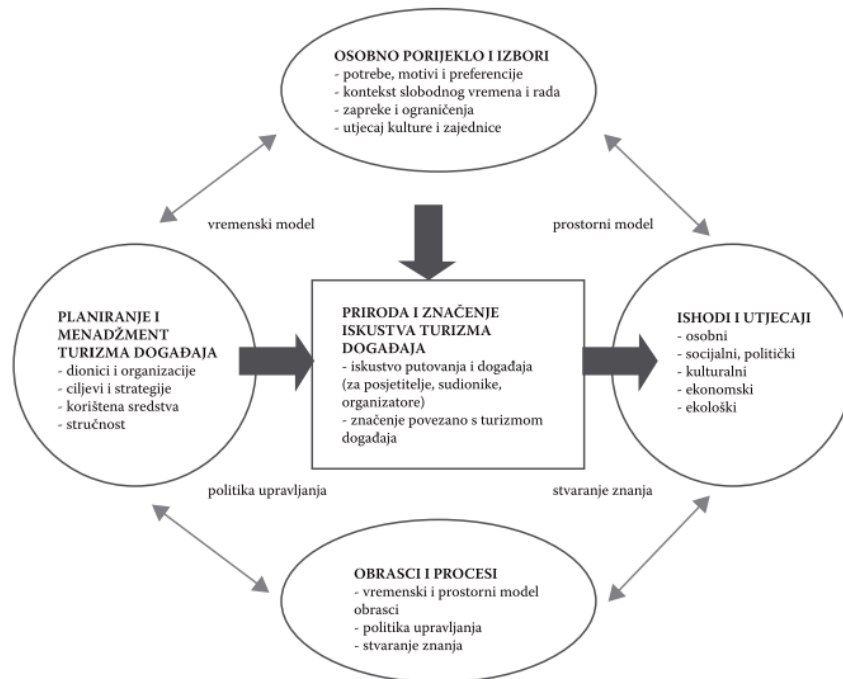 OSOBNO PORIJEKLO I IZBORI
- potrebe, motivi i preferencije
- kontekst slobodnog vremena i rada
- zapreke i ograničenja
- utjecaj kulture i zajednice
vremenski model
prostorni model
PLANIRANJE I
MENADŽMENT
TURIZMA DOGAĐAJA
- dionici i organizacije
- ciljevi i strategije
- korištena sredstva
- stručnost
PRIRODA I ZNAČENJE
ISKUSTVA TURIZMA
DOGAĐAJA
- iskustvo putovanja i događaja
(za posjetitelje, sudionike,
organizatore)
- značenje povezano s turizmom
događaja
ISHODI I UTJECAJI
- osobni
- socijalni, politički
- kulturalni
- ekonomski
- ekološki
politika upravljanja
stvaranje znanja
OBRASCI I PROCESI
- vremenski i prostorni model
obrasci
- politika upravljanja
- stvaranje znanja